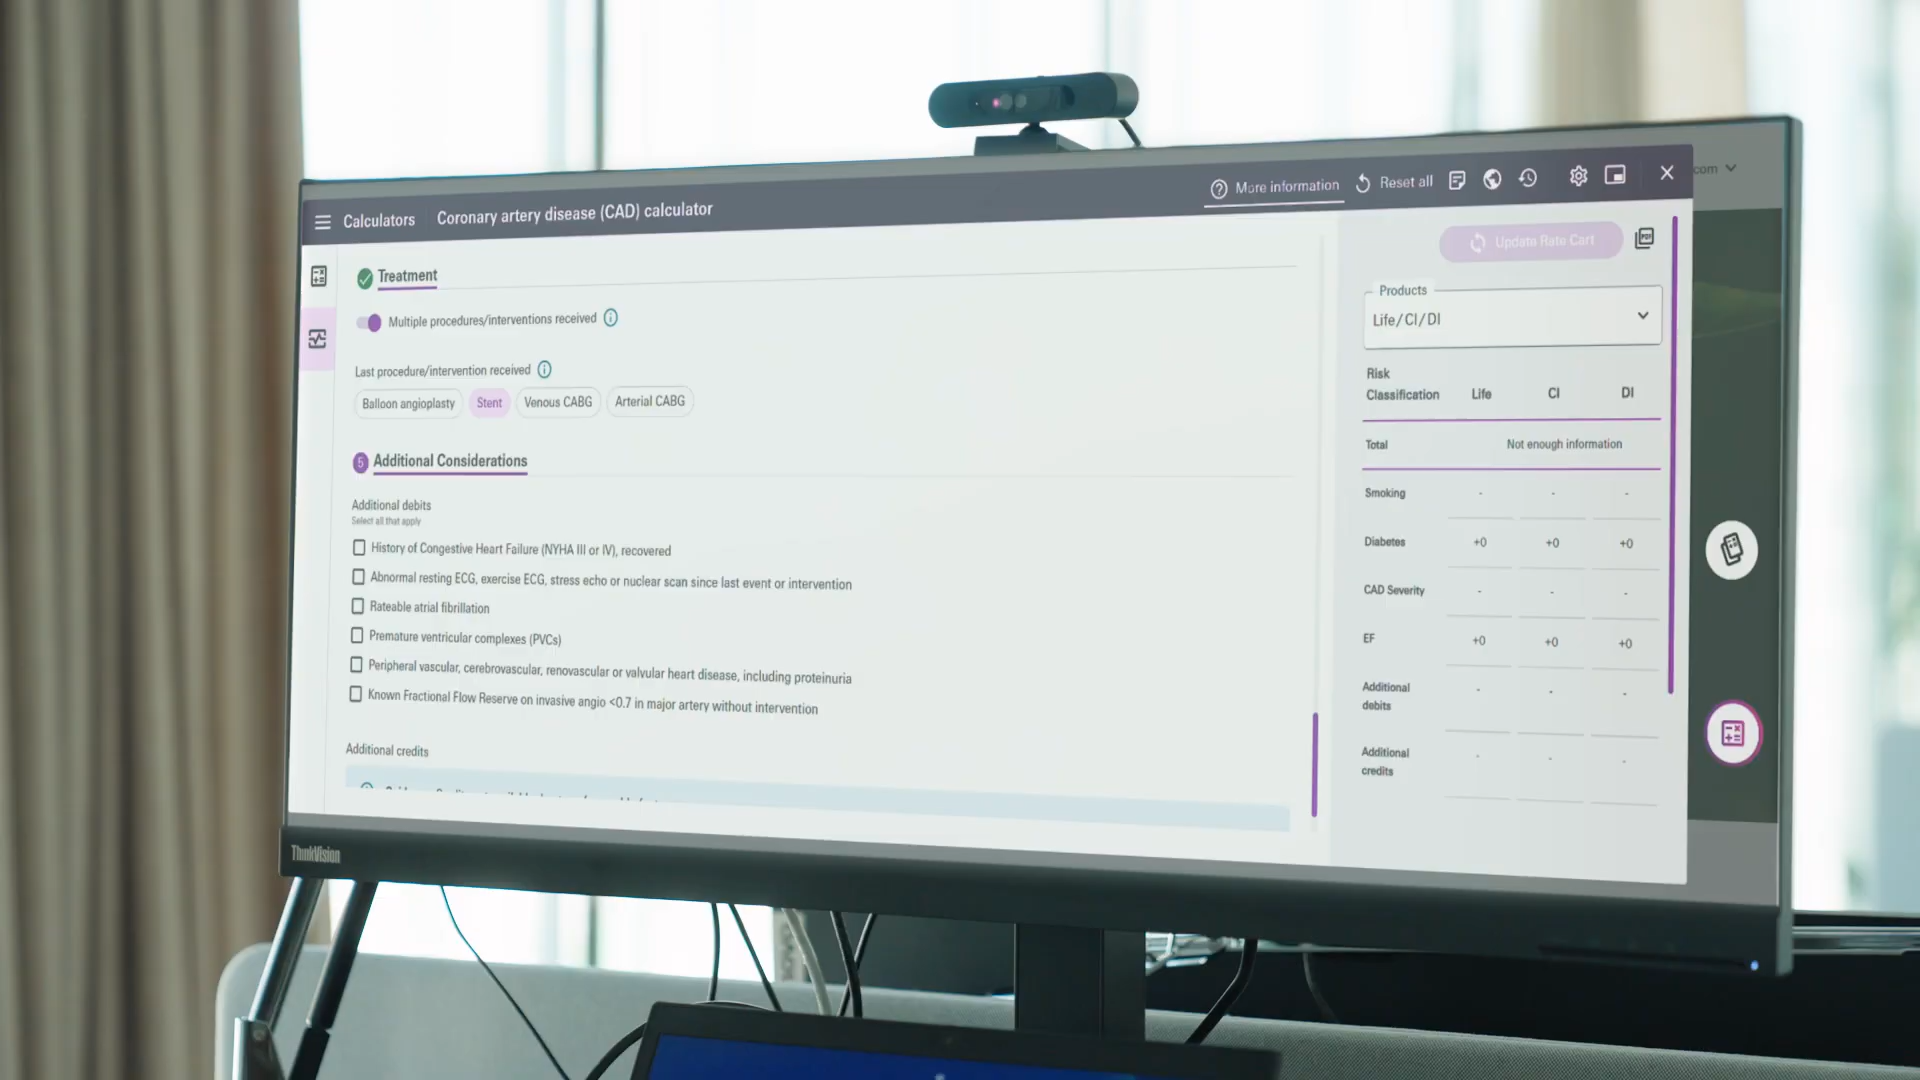 Calculators
Coronary artery disease (CAD) calculator
More information
Reset all
com
Treatment
Multiple procedures/interventions received
Last procedure/intervention received
Balloon angioplasty
Stent
Venous CABG
Arterial CABG
5 Additional Considerations
Additional debits
Select all that apply
History of Congestive Heart Failure (NYHA III or IV), recovered
Abnormal resting ECG, exercise ECG, stress echo or nuclear scan since last event or intervention
Rateable atrial fibrillation
Premature ventricular complexes (PVCs)
Peripheral vascular, cerebrovascular, renovascular or valvular heart disease, including proteinuria
Known Fractional Flow Reserve on invasive angio <0.7 in major artery without intervention
Additional credits
Update Rate Cart
PDF
Products
Life/CI/DI
Risk
Classification Life CI DI
Total Not enough information
Smoking - - -
Diabetes +0 +0 +0
CAD Severity - - -
EF +0 +0 +0
Additional
debits - - -
Additional
credits - - -
ThinkVision